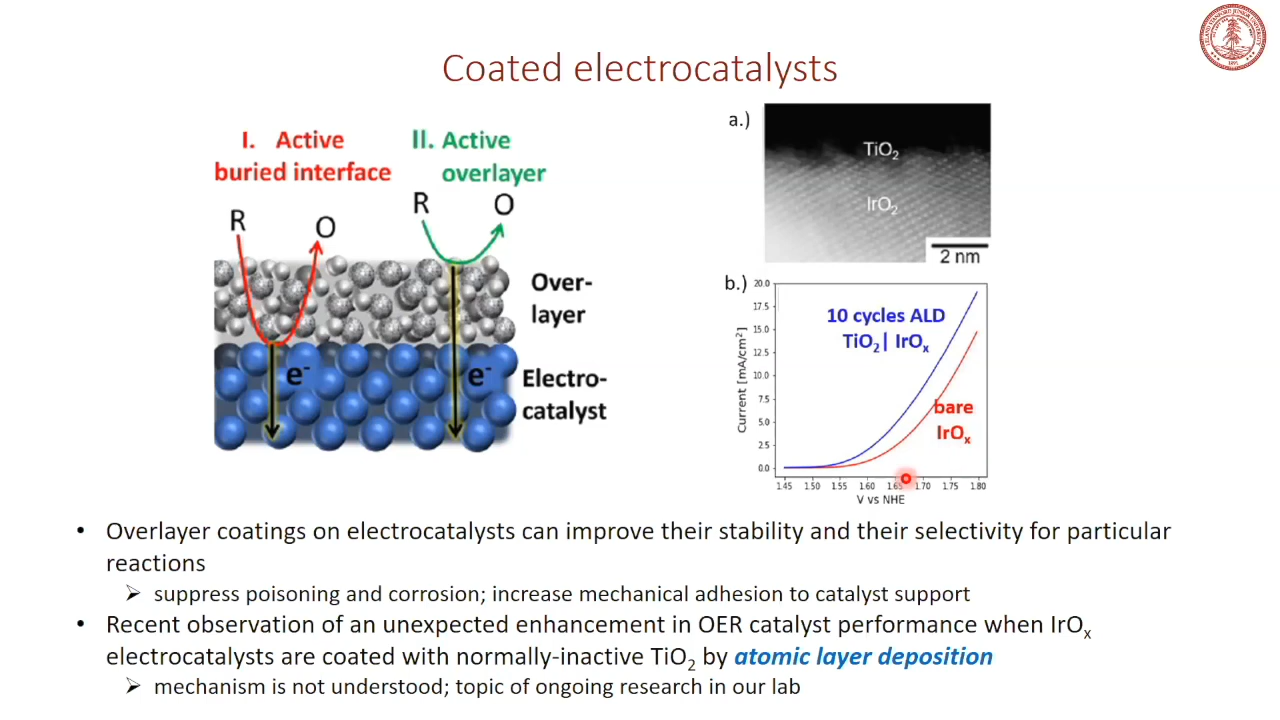 Coated electrocatalysts
I. Active
buried interface
II. Active
overlayer
R
O
R
O
Over-
layer
e-
e-
Electro-
catalyst
a.)
TiO2
IrO2
2 nm
b.)
20.0
17.5
15.0
12.5
10.0
7.5
5.0
2.5
0.0
Current [mA/cm2]
10 cycles ALD
TiO2| IrOx
bare
IrOx
1.45 1.50 1.55 1.60 1.65 1.70 1.75 1.80
V vs NHE
• Overlayer coatings on electrocatalysts can improve their stability and their selectivity for particular
reactions
➢ suppress poisoning and corrosion; increase mechanical adhesion to catalyst support
• Recent observation of an unexpected enhancement in OER catalyst performance when IrOx
electrocatalysts are coated with normally-inactive TiO2 by atomic layer deposition
➢ mechanism is not understood; topic of ongoing research in our lab